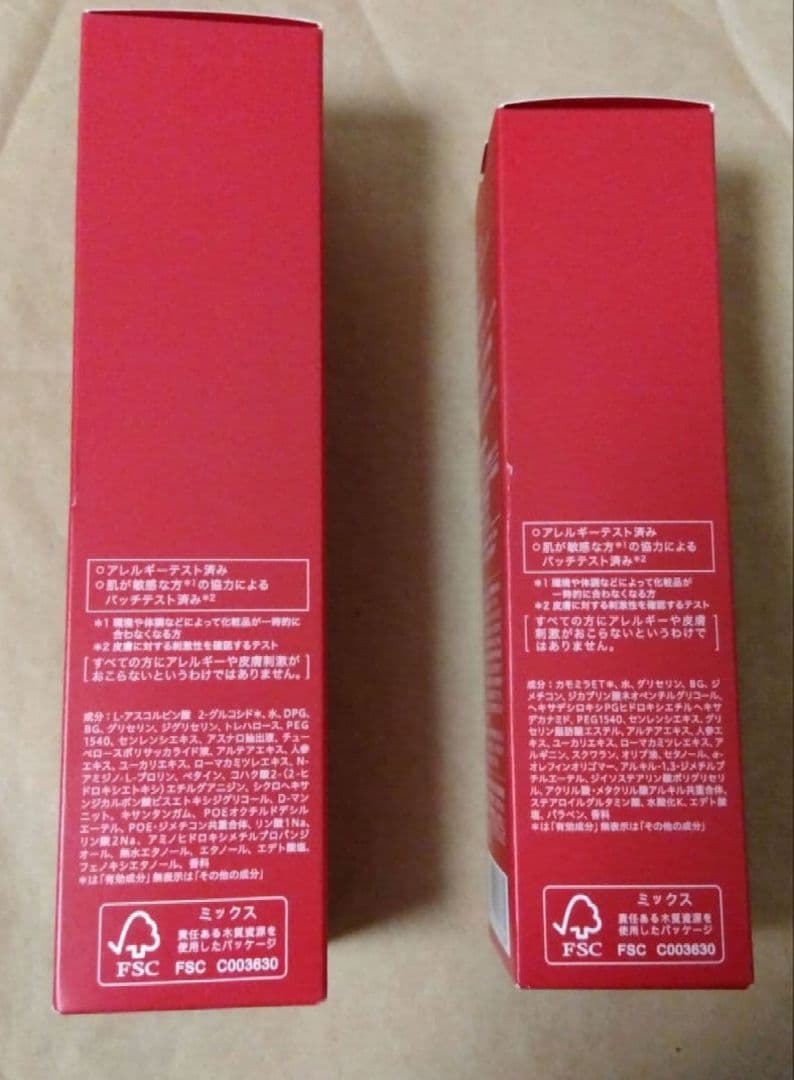 ○アレルギーテスト済み
○肌が敏感な方*1の協力による
パッチテスト済み*2
*1 環境や体調などによって化粧品が一時的に
合わなくなる方
*2 皮膚に対する刺激性を確認するテスト
[すべての方にアレルギーや皮膚刺激が
おこらないというわけではありません。]
成分：L-アスコルビン酸 2-グルコシド*、水、DPG、
BG、グリセリン、ジグリセリン、トレハロース、PEG
1540、センレンシエキス、アスナロ抽出液、チュー
ベロースポリサッカライド液、アルテアエキス、人参
エキス、ユーカリエキス、ローマカミツレエキス、N-
アミジノ-L-プロリン、ベタイン、コハク酸2-(2-ヒ
ドロキシエトキシ)エチルグアニジン、シクロヘキサ
ンジカルボン酸ビスエトキシジグリコール、D-マン
ニット、キサンタンガム、POEオクチルドデシル
エーテル、POE・ジメチコン共重合体、リン酸1Na、
リン酸2Na、アミノヒドロキシメチルプロパンジ
オール、無水エタノール、エタノール、エデト酸塩、
フェノキシエタノール、香料
*は「有効成分」無表示は「その他の成分」
ミックス
責任ある木質資源を
使用したパッケージ
FSC FSC C003630
○アレルギーテスト済み
○肌が敏感な方*1の協力による
パッチテスト済み*2
*1 環境や体調などによって化粧品が
一時的に合わなくなる方
*2 皮膚に対する刺激性を確認するテスト
[すべての方にアレルギーや皮膚
刺激がおこらないというわけで
はありません。]
成分：カモミラET*、水、グリセリン、BG、ジ
メチコン、ジカプリン酸ネオペンチルグリコール、
ヘキサデシロキシPGヒドロキシエチルヘキサ
デカナミド、PEG1540、センレンシエキス、グリセ
リン脂肪酸エステル、アルテアエキス、人参エ
キス、ユーカリエキス、ローマカミツレエキス、ア
ルギニン、スクワラン、オリブ油、セタノール、α-
オレフィンオリゴマー、アルキル-1,3-ジメチルブ
チルエーテル、ジイソステアリン酸ポリグリセリ
ル、アクリル酸・メタクリル酸アルキル共重合体、
ステアロイルグルタミン酸、水酸化K、エデト酸
塩、パラベン、香料
*は「有効成分」無表示は「その他の成分」
ミックス
責任ある木質資源を
使用したパッケージ
FSC FSC C003630